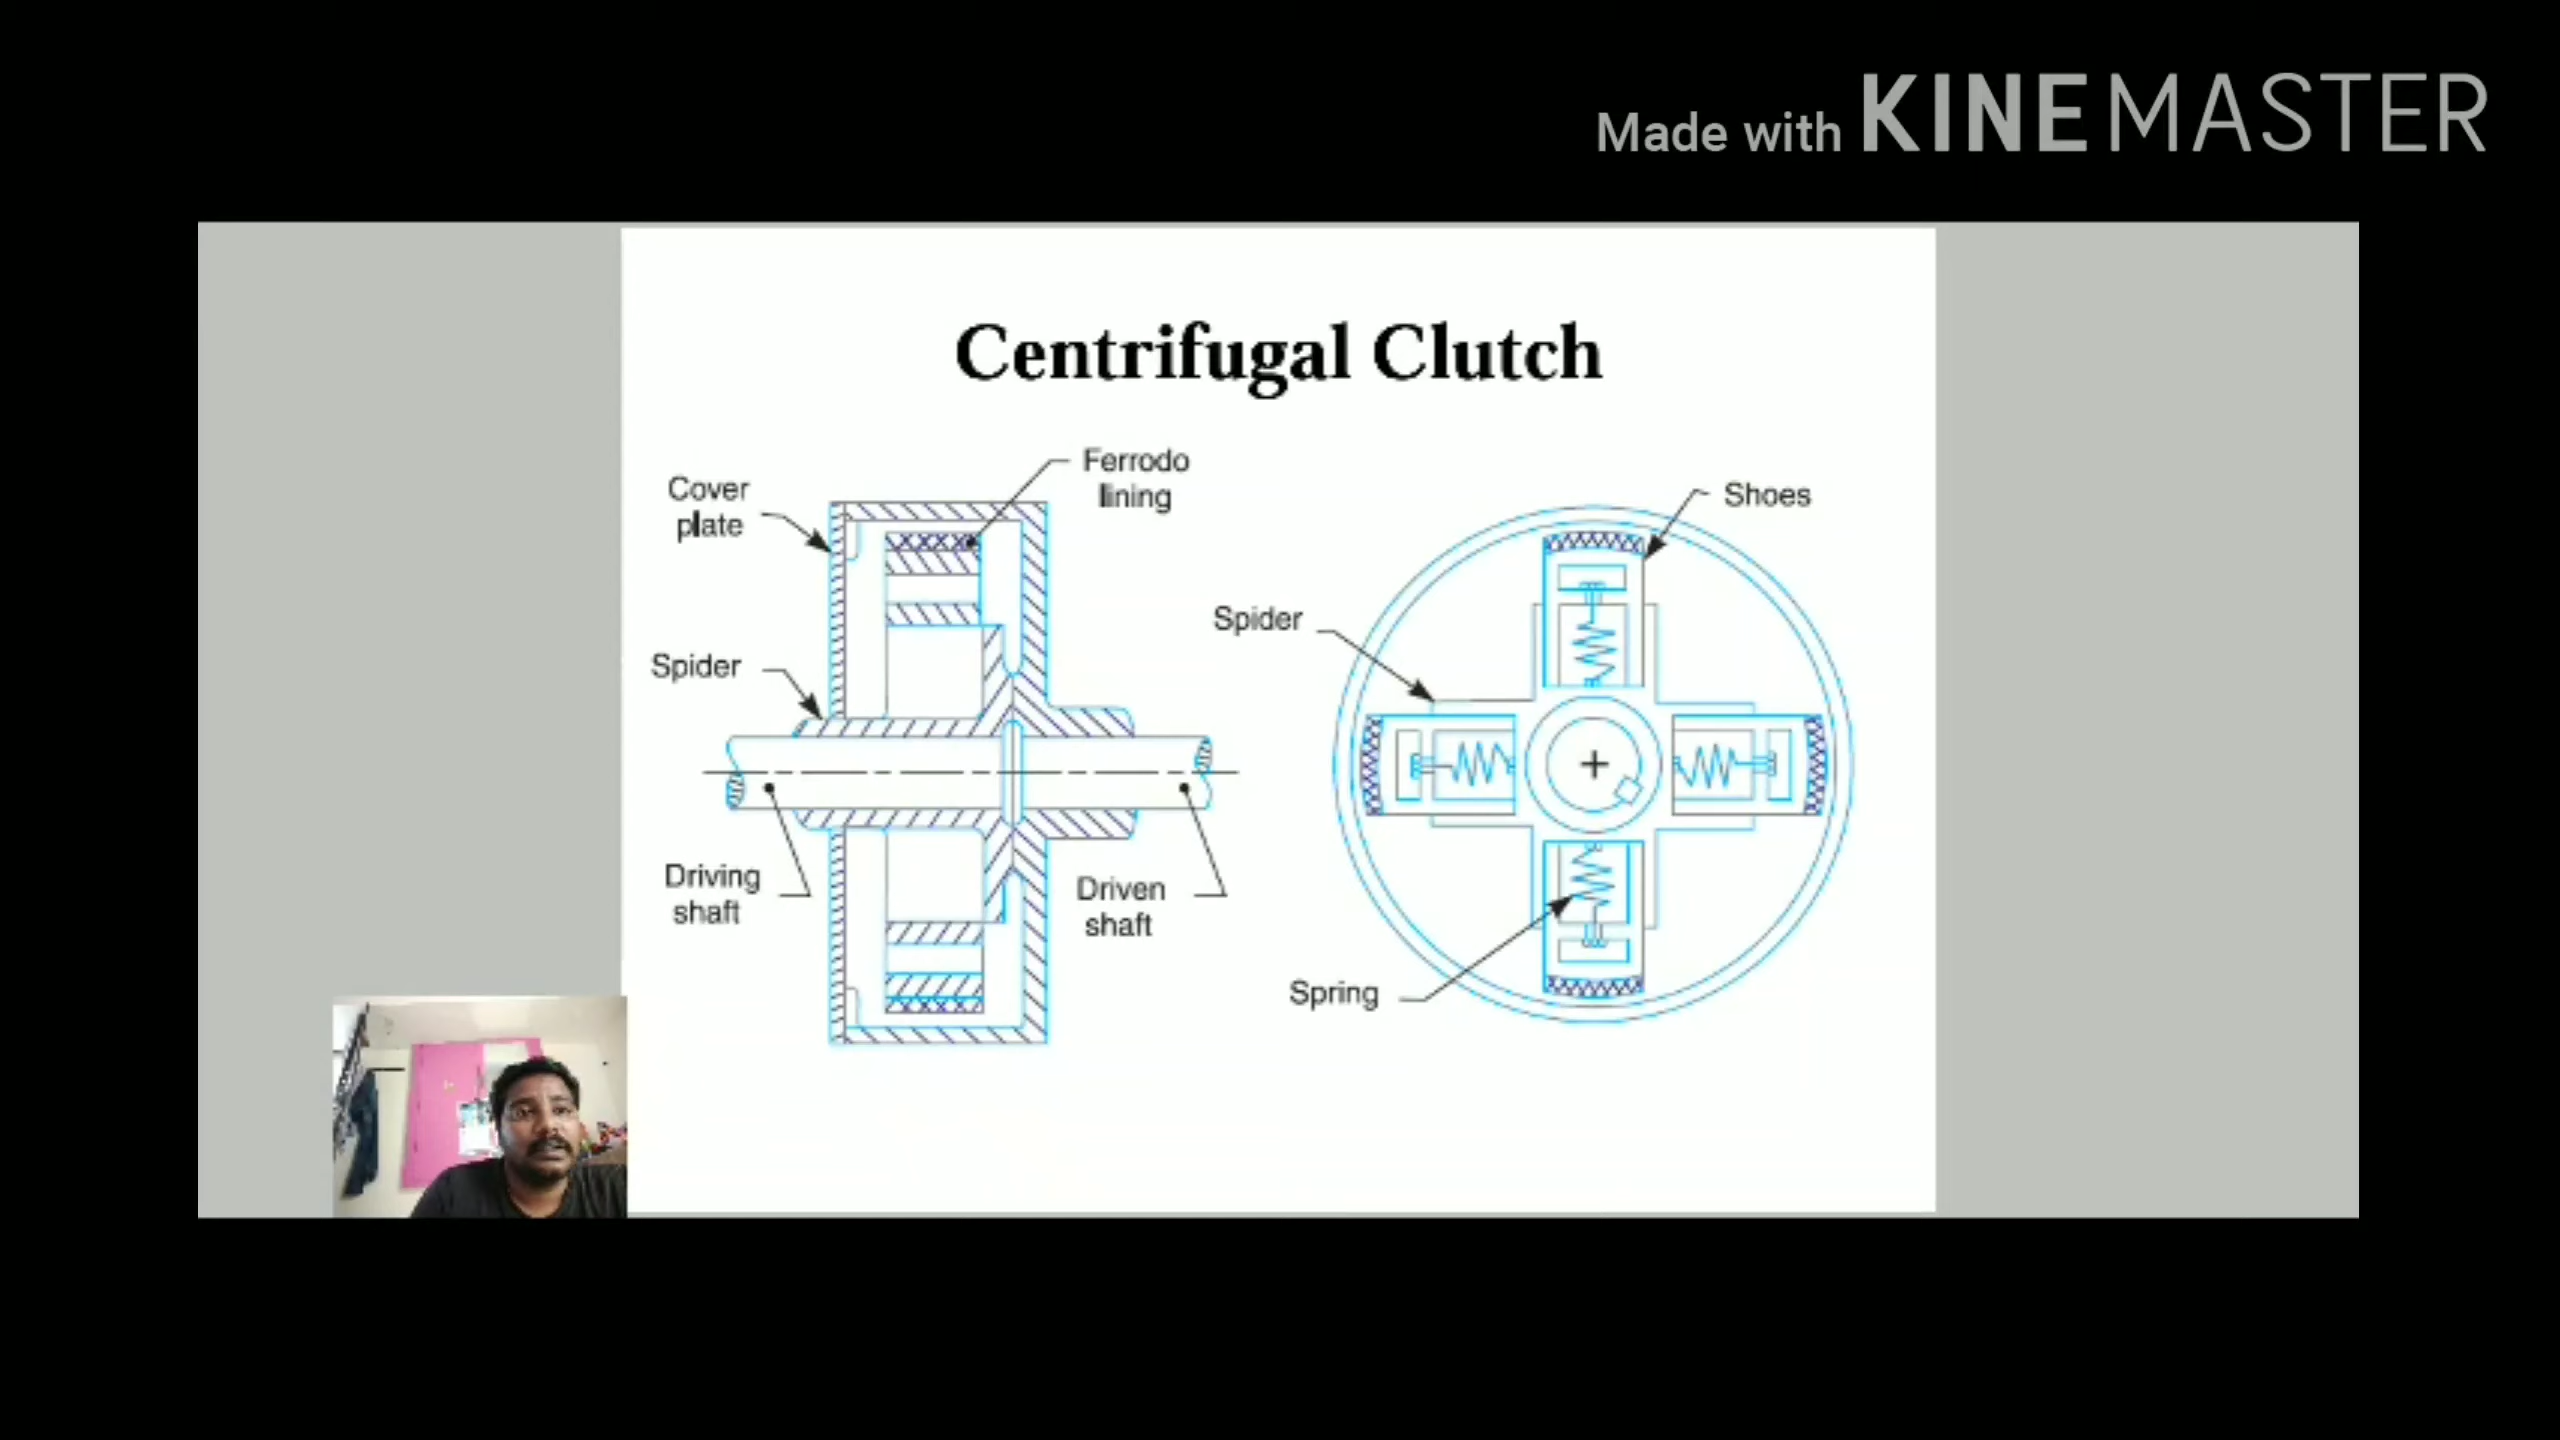 Made with KINEMASTER
Centrifugal Clutch
Cover
plate
Ferrodo
lining
Spider
Driving
shaft
Driven
shaft
Shoes
Spider
Spring